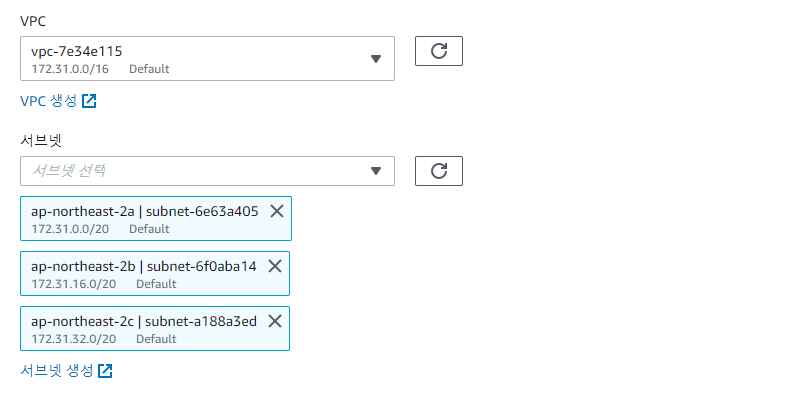 VPC
vpc-7e34e115
172.31.0.0/16 Default
VPC 생성
서브넷
서브넷 선택
ap-northeast-2a | subnet-6e63a405
172.31.0.0/20 Default
ap-northeast-2b | subnet-6f0aba14
172.31.16.0/20 Default
ap-northeast-2c | subnet-a188a3ed
172.31.32.0/20 Default
서브넷 생성